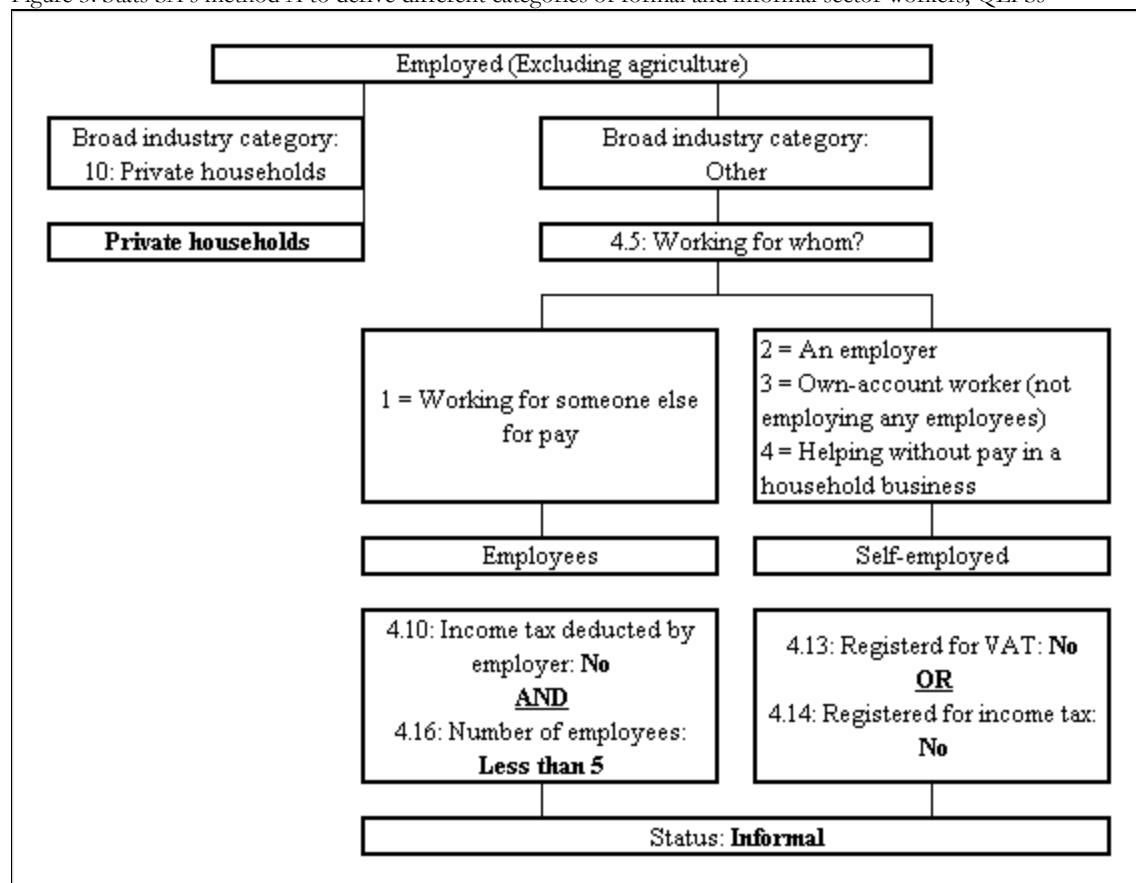 Figure 3: Stats SA's method A to derive different categories of formal and informal sector workers, QLFSs
Employed (Excluding agriculture)
Broad industry category:
10: Private households
Broad industry category:
Other
Private households
4.5: Working for whom?
1 = Working for someone else
for pay
2 = An employer
3 = Own-account worker (not
employing any employees)
4 = Helping without pay in a
household business
Employees
Self-employed
4.10: Income tax deducted by
employer: No
AND
4.16: Number of employees:
Less than 5
4.13: Registerd for VAT: No
OR
4.14: Registered for income tax:
No
Status: Informal